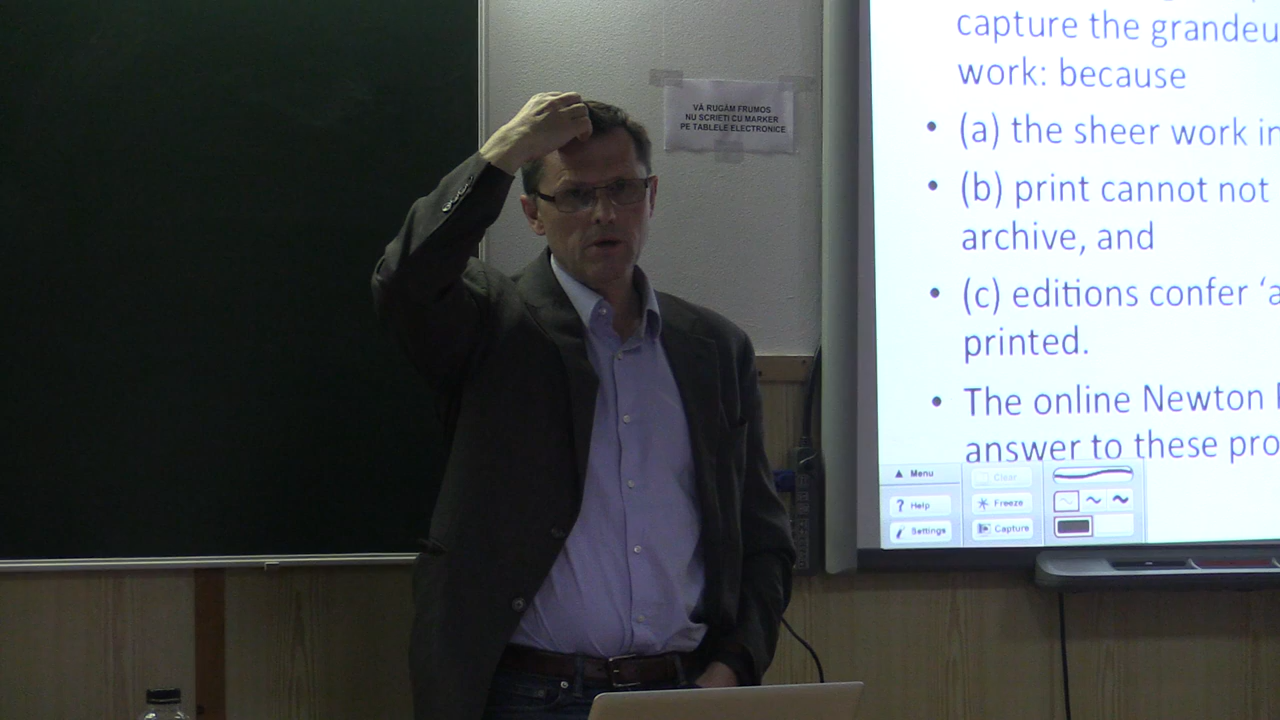 VĂ RUGĂM FRUMOS
NU SCRIEȚI CU MARKER
PE TABLELE ELECTRONICE
capture the grandeu
work: because
• (a) the sheer work in
• (b) print cannot not
archive, and
• (c) editions confer ‘a
printed.
• The online Newton P
answer to these pro
Menu
Clear
? Help
Freeze
Settings
Capture